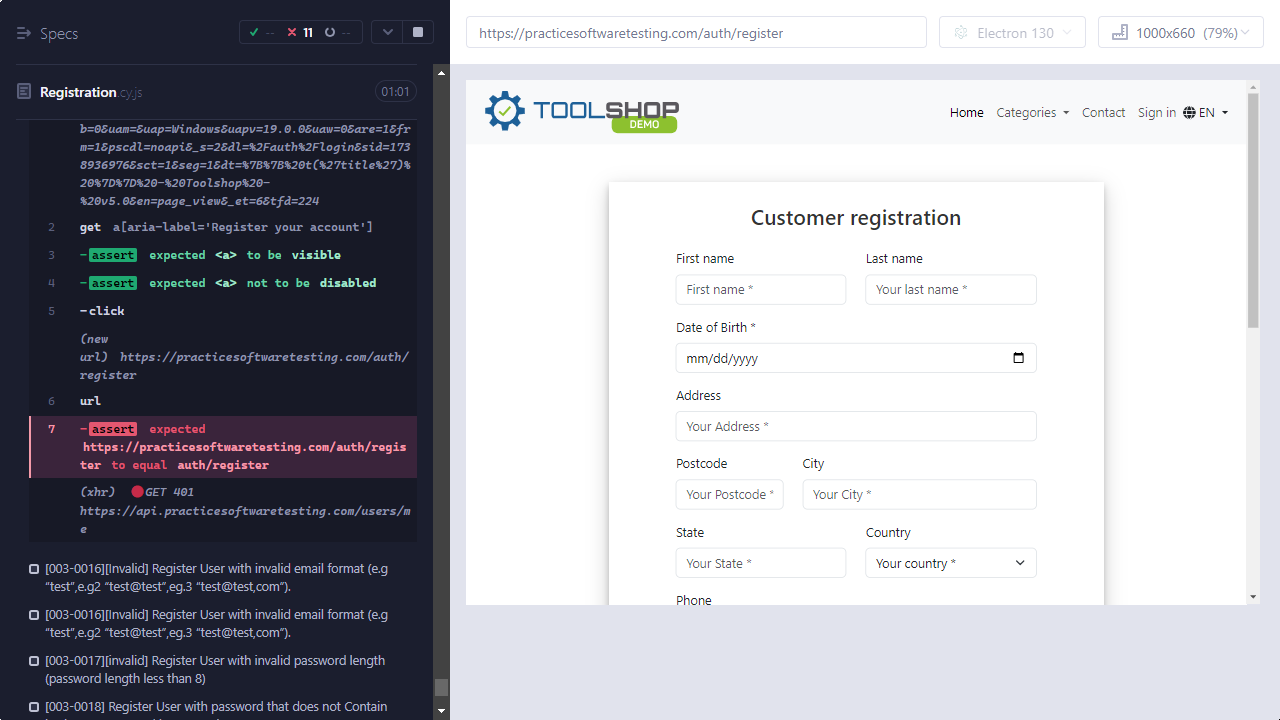 Specs
-- 11 --
Registration.cy.js 01:01
b=0&uam=&uap=Windows&uapv=19.0.0&uaw=0&are=1&fr
m=1&pscdl=noapi&_s=2&dl=%2Fauth%2Flogin&sid=173
8936976&sct=1&seg=1&dt=%7B%7B%20t(%27title%27)%
20%7D%7D%20-%20Toolshop%20-
%20v5.0&en=page_view&_et=6&tfd=224
2 get a[aria-label='Register your account']
3 -assert expected <a> to be visible
4 -assert expected <a> not to be disabled
5 -click
(new
url) https://practicesoftwaretesting.com/auth/
register
6 url
7 -assert expected
https://practicesoftwaretesting.com/auth/regis
ter to equal auth/register
(xhr) GET 401
https://api.practicesoftwaretesting.com/users/m
e
[003-0016][Invalid] Register User with invalid email format (e.g
“test”,e.g2 “test@test”,eg.3 “test@test,com”).
[003-0016][Invalid] Register User with invalid email format (e.g
“test”,e.g2 “test@test”,eg.3 “test@test,com”).
[003-0017][invalid] Register User with invalid password length
(password length less than 8)
[003-0018] Register User with password that does not Contain
https://practicesoftwaretesting.com/auth/register
Electron 130
1000x660 (79%)
TOOLSHOP
DEMO
Home Categories Contact Sign in EN
Customer registration
First name Last name
First name * Your last name *
Date of Birth *
mm/dd/yyyy
Address
Your Address *
Postcode City
Your Postcode * Your City *
State Country
Your State * Your country *
Phone